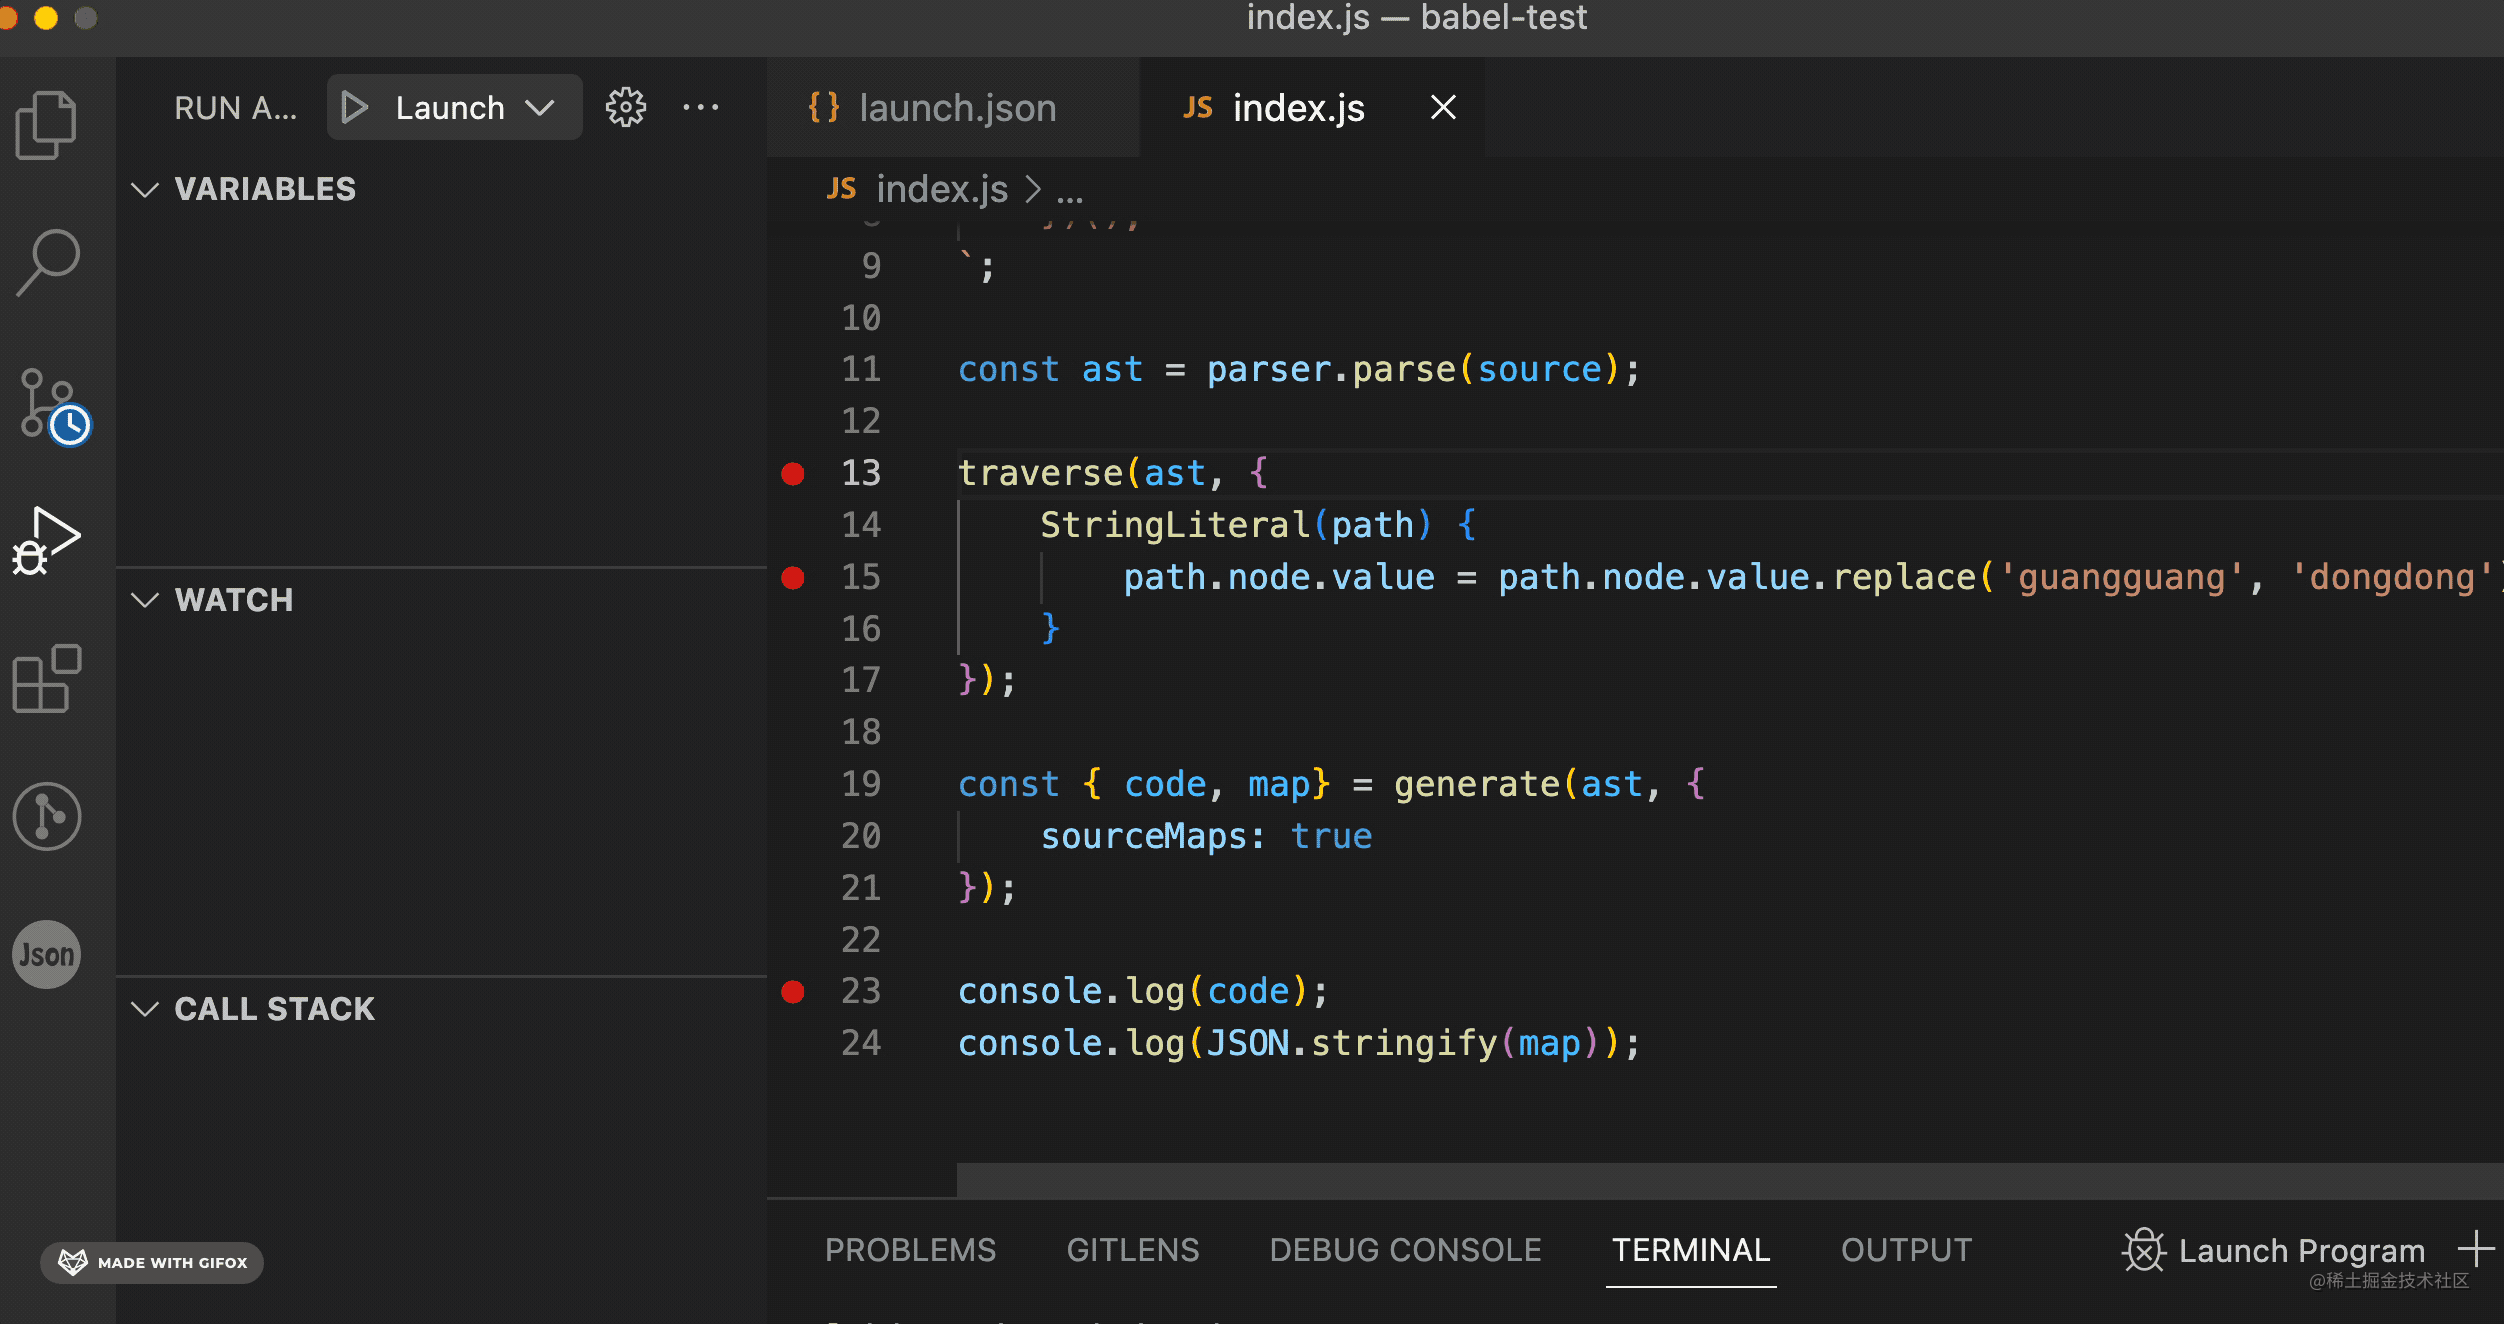 index.js — babel-test
RUN A...
Launch
launch.json
JS index.js
VARIABLES
JS index.js > ...
8 })();
9 `;
10
11 const ast = parser.parse(source);
12
13 traverse(ast, {
14 StringLiteral(path) {
15 path.node.value = path.node.value.replace('guangguang', 'dongdong')
16 }
17 });
18
19 const { code, map} = generate(ast, {
20 sourceMaps: true
21 });
22
23 console.log(code);
24 console.log(JSON.stringify(map));
WATCH
Json
CALL STACK
MADE WITH GIFOX
PROBLEMS GITLENS DEBUG CONSOLE TERMINAL OUTPUT
Launch Program
@稀土掘金技术社区